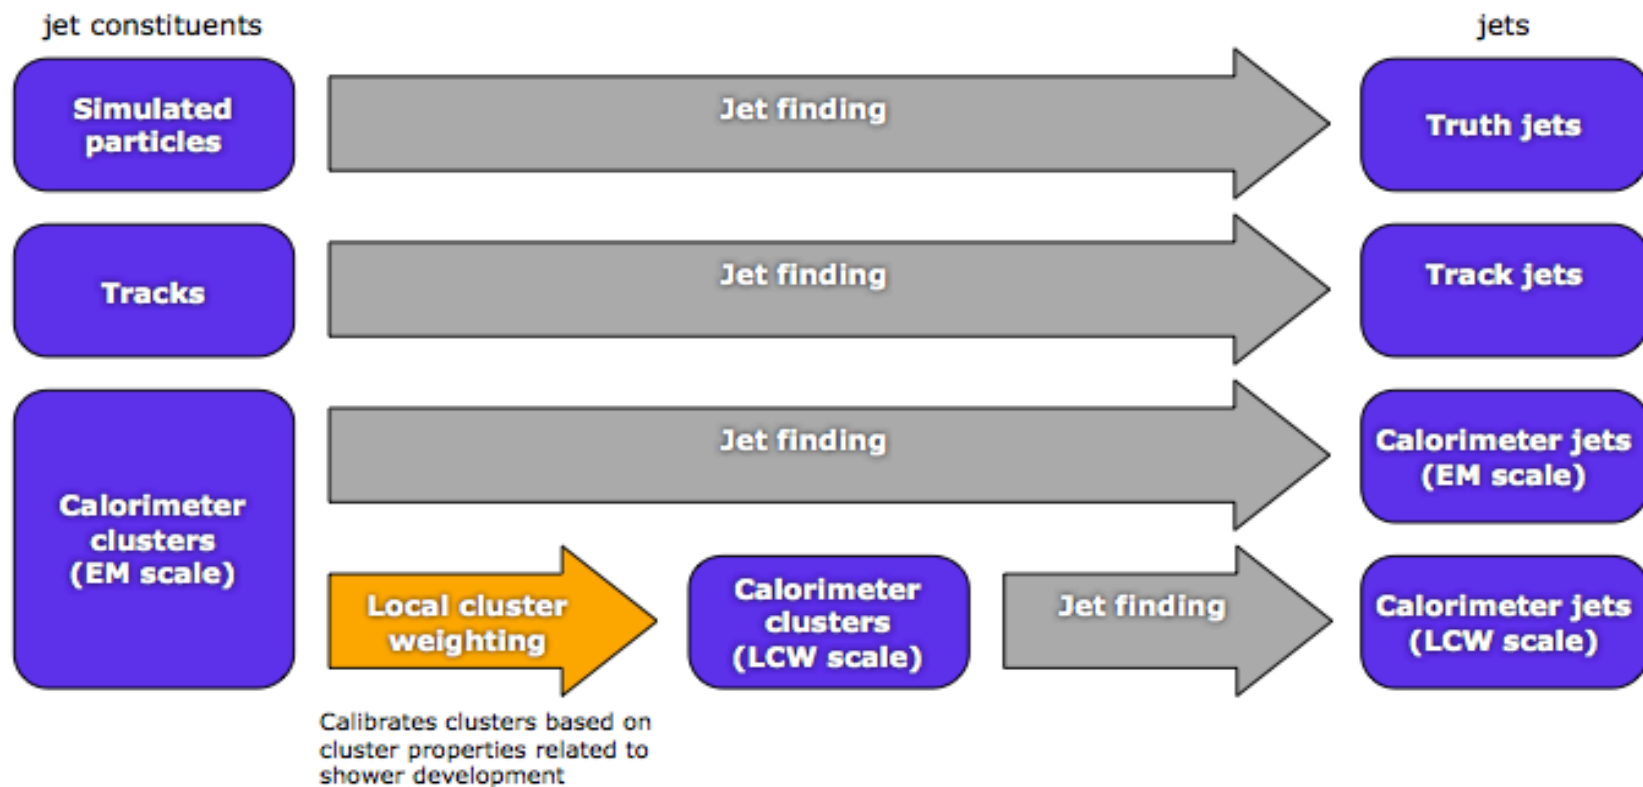 jet constituents
jets
Simulated
particles
Jet finding
Truth jets
Tracks
Jet finding
Track jets
Calorimeter
clusters
(EM scale)
Jet finding
Calorimeter jets
(EM scale)
Local cluster
weighting
Calorimeter
clusters
(LCW scale)
Jet finding
Calorimeter jets
(LCW scale)
Calibrates clusters based on
cluster properties related to
shower development